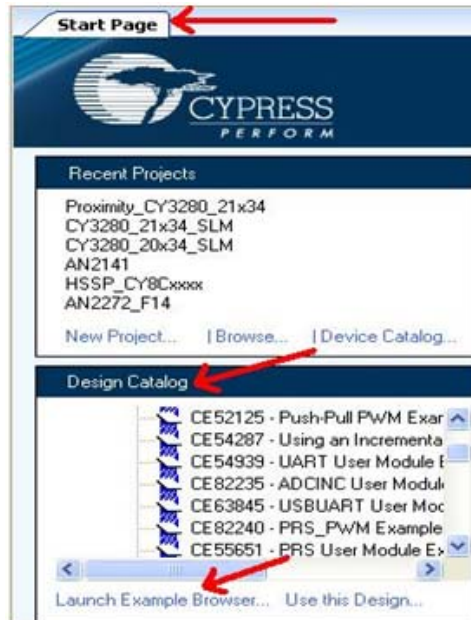 Start Page
CYPRESS
PERFORM
Recent Projects
Proximity_CY3280_21x34
CY3280_21x34_SLM
CY3280_20x34_SLM
AN2141
HSSP_CY8Cxxxx
AN2272_F14
New Project... | Browse... | Device Catalog...
Design Catalog
CE52125 - Push-Pull PWM Exar
CE54287 - Using an Incrementa
CE54939 - UART User Module E
CE82235 - ADCINC User Module
CE63845 - USBUART User Moc
CE82240 - PRS_PWM Example
CE55651 - PRS User Module Ex
Launch Example Browser... Use this Design...